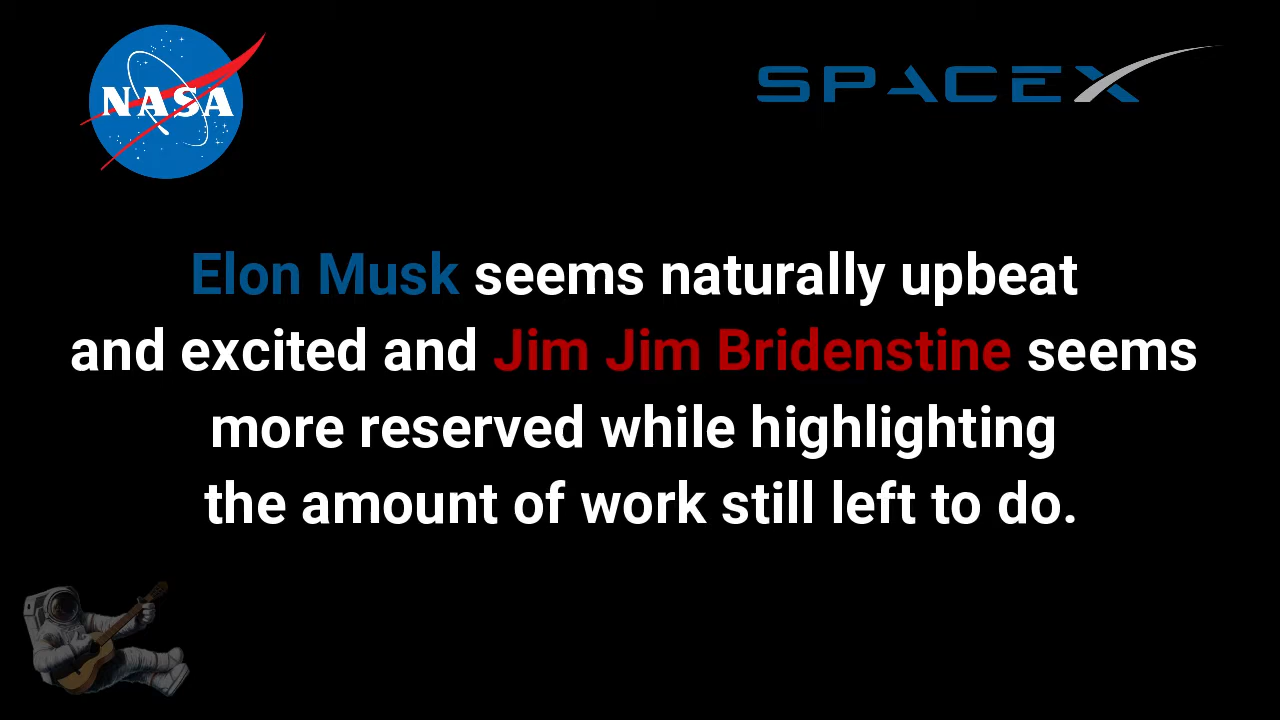 NASA
SPACEX
Elon Musk seems naturally upbeat
and excited and Jim Jim Bridenstine seems
more reserved while highlighting
the amount of work still left to do.